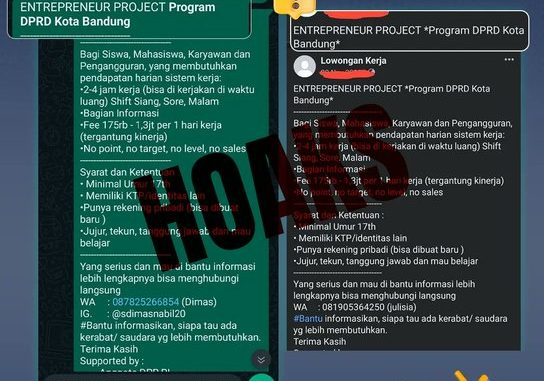 ENTREPRENEUR PROJECT Program
DPRD Kota Bandung
Bagi Siswa, Mahasiswa, Karyawan dan
Pengangguran, yang membutuhkan
pendapatan harian sistem kerja:
•2-4 jam kerja (bisa di kerjakan di waktu
luang) Shift Siang, Sore, Malam
•Bagian Informasi
•Fee 175rb - 1,3jt per 1 hari kerja
(tergantung kinerja)
•No point, no target, no level, no sales
Syarat dan Ketentuan
• Minimal Umur 17th
• Memiliki KTP/identitas lain
•Punya rekening pribadi (bisa dibuat
baru )
•Jujur, tekun, tanggung jawab dan mau
belajar
Yang serius dan mau di bantu informasi
lebih lengkapnya bisa menghubungi
langsung
WA : 087825266854 (Dimas)
IG. : @sdimasnabil20
#Bantu informasikan, siapa tau ada
kerabat/ saudara yg lebih membutuhkan.
Terima Kasih
Supported by :
ENTREPRENEUR PROJECT *Program DPRD Kota
Bandung*
Lowongan Kerja
ENTREPRENEUR PROJECT *Program DPRD Kota
Bandung*
Bagi Siswa, Mahasiswa, Karyawan dan Pengangguran,
yang membutuhkan pendapatan harian sistem kerja:
•2-4 jam kerja (bisa di kerjakan di waktu luang) Shift
Siang, Sore, Malam
•Bagian Informasi
Fee 175rb - 1,3jt per 1 hari kerja (tergantung kinerja)
•No point, no target, no level, no sales
Syarat dan Ketentuan :
•Minimal Umur 17th
• Memiliki KTP/identitas lain
•Punya rekening pribadi (bisa dibuat baru )
•Jujur, tekun, tanggung jawab dan mau belajar
Yang serius dan mau di bantu informasi lebih
lengkapnya bisa menghubungi langsung
WA : 081905364250 (julisia)
#Bantu informasikan, siapa tau ada kerabat/ saudara
yg lebih membutuhkan.
Terima Kasih
HOAKS